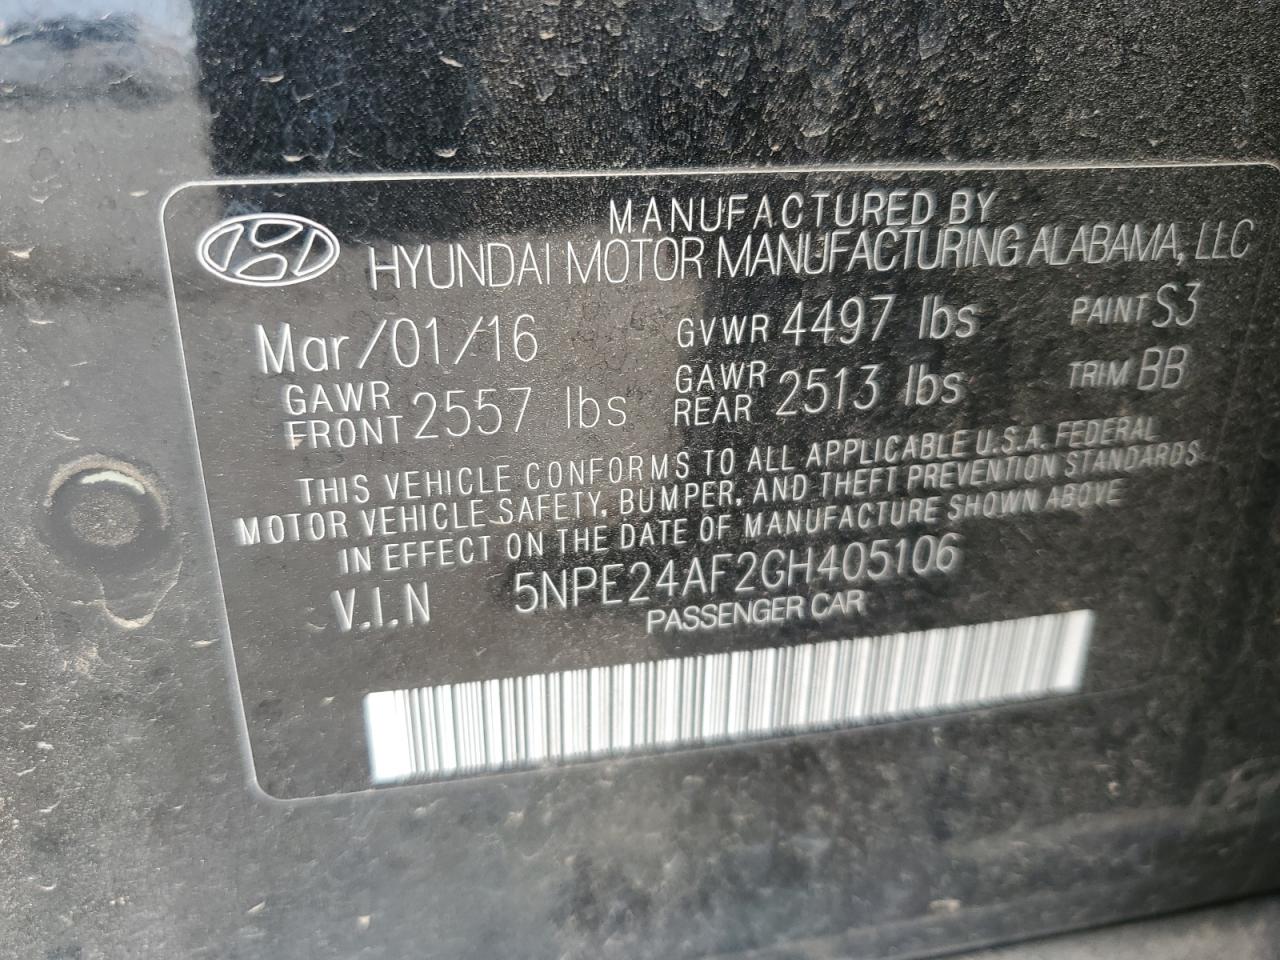 MANUFACTURED BY
HYUNDAI MOTOR MANUFACTURING ALABAMA, LLC
Mar/01/16 GVWR 4497 lbs PAINT S3
GAWR FRONT 2557 lbs GAWR REAR 2513 lbs TRIM BB
THIS VEHICLE CONFORMS TO ALL APPLICABLE U.S.A. FEDERAL
MOTOR VEHICLE SAFETY, BUMPER, AND THEFT PREVENTION STANDARDS
IN EFFECT ON THE DATE OF MANUFACTURE SHOWN ABOVE
V.I.N 5NPE24AF2GH405106
PASSENGER CAR